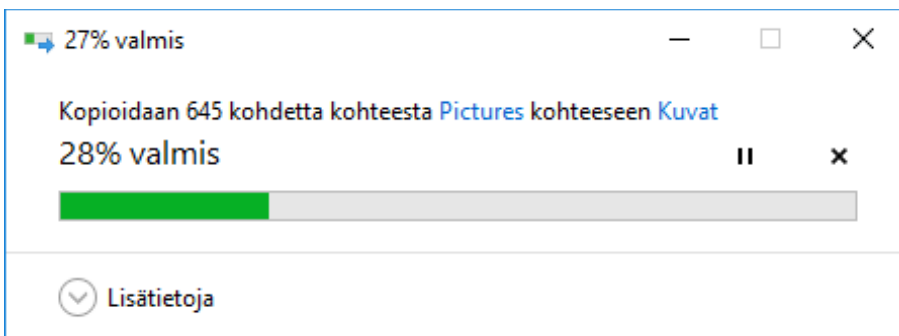 27% valmis
Kopioidaan 645 kohdetta kohteesta Pictures kohteeseen Kuvat
28% valmis
Lisätietoja